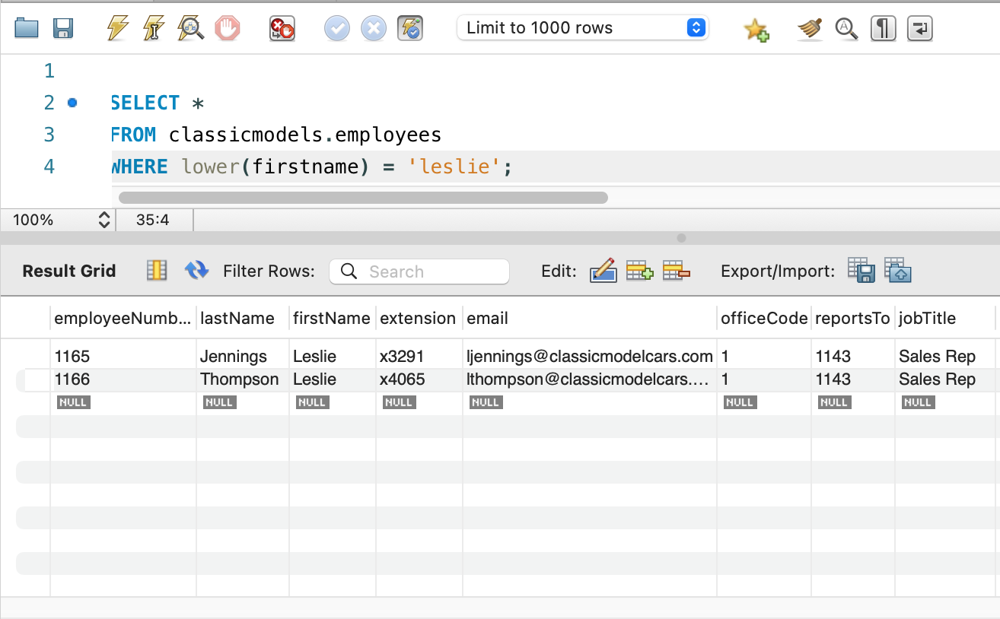 Limit to 1000 rows
1
2 SELECT *
3 FROM classicmodels.employees
4 WHERE lower(firstname) = 'leslie';
100% 35:4
Result Grid Filter Rows: Search Edit: Export/Import:
employeeNumb... lastName firstName extension email officeCode reportsTo jobTitle
1165 Jennings Leslie x3291 ljennings@classicmodelcars.com 1 1143 Sales Rep
1166 Thompson Leslie x4065 lthompson@classicmodelcars.... 1 1143 Sales Rep
NULL NULL NULL NULL NULL NULL NULL NULL